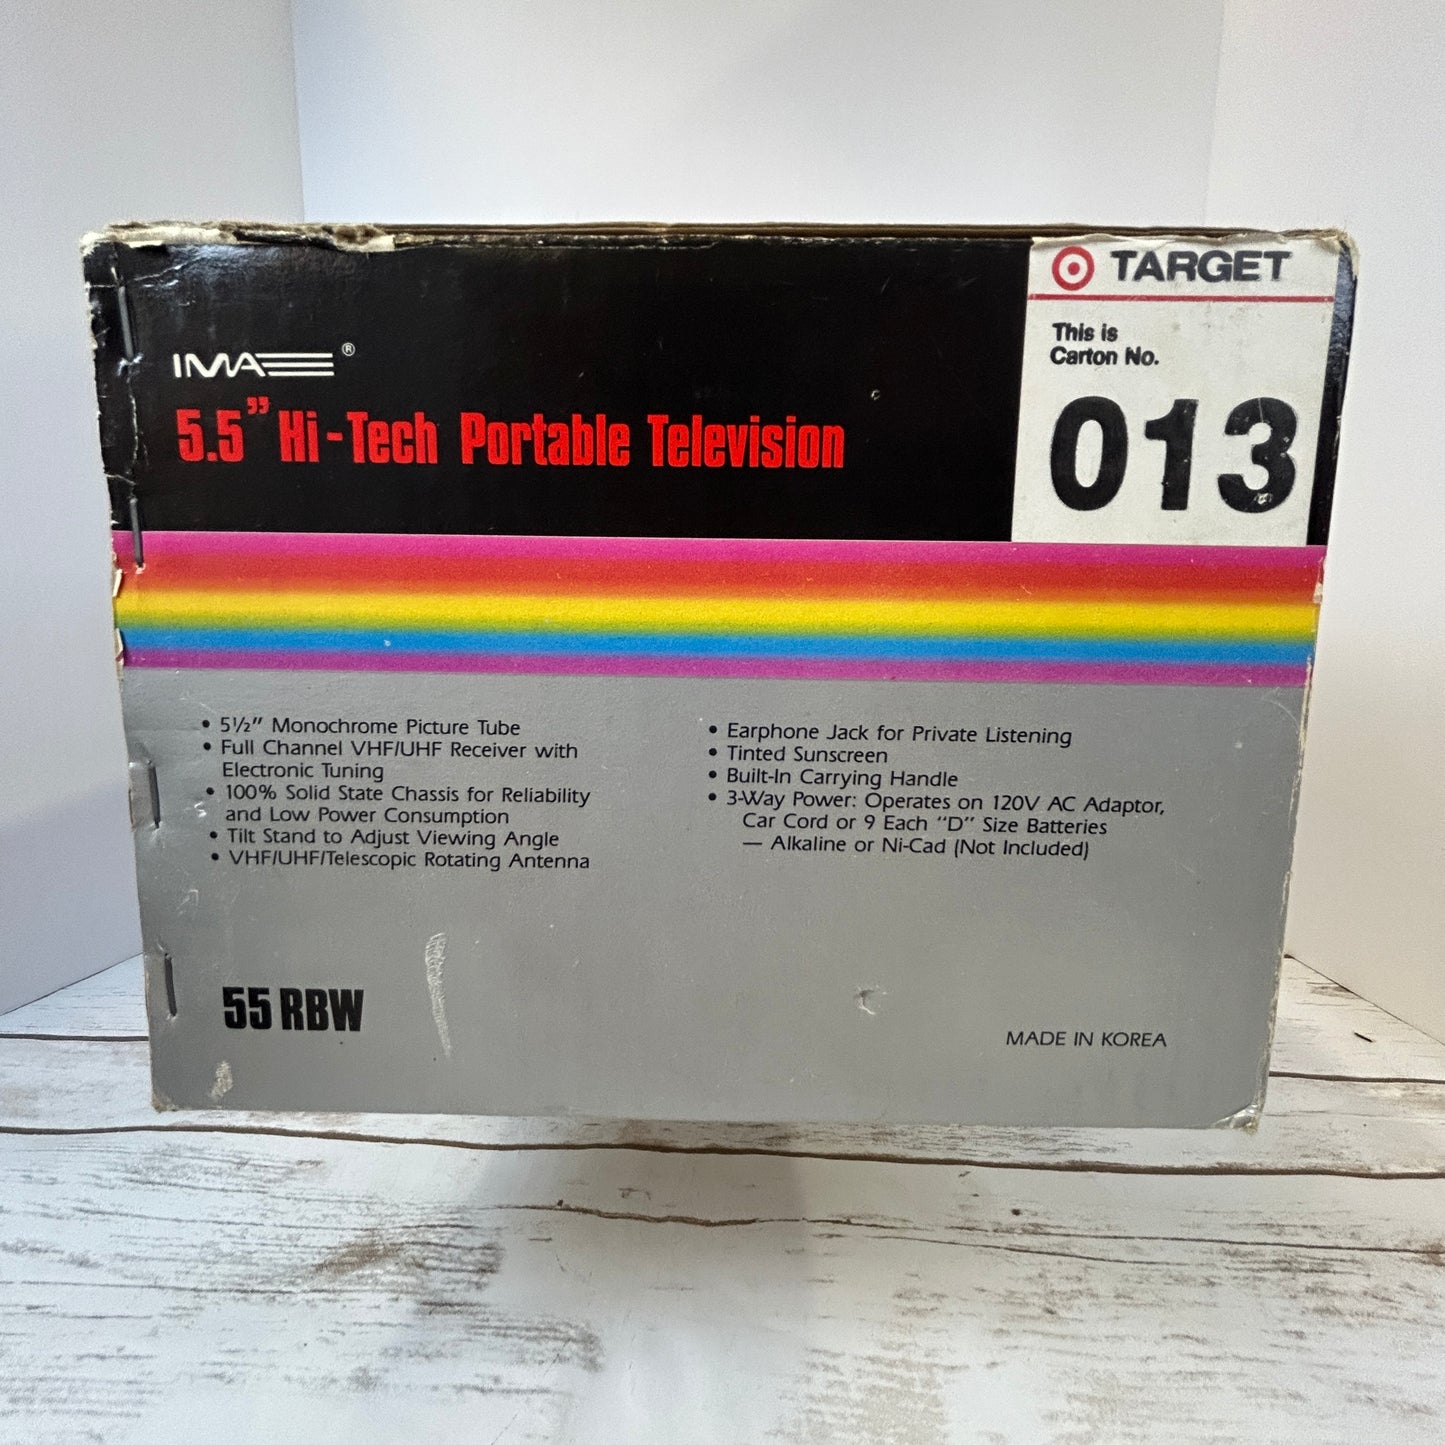 TARGET
This is
Carton No.
013
IMA ®
5.5" Hi-Tech Portable Television
• 5½" Monochrome Picture Tube
• Full Channel VHF/UHF Receiver with
Electronic Tuning
• 100% Solid State Chassis for Reliability
and Low Power Consumption
• Tilt Stand to Adjust Viewing Angle
• VHF/UHF/Telescopic Rotating Antenna
• Earphone Jack for Private Listening
• Tinted Sunscreen
• Built-In Carrying Handle
• 3-Way Power: Operates on 120V AC Adaptor,
Car Cord or 9 Each "D" Size Batteries
— Alkaline or Ni-Cad (Not Included)
55 RBW
MADE IN KOREA